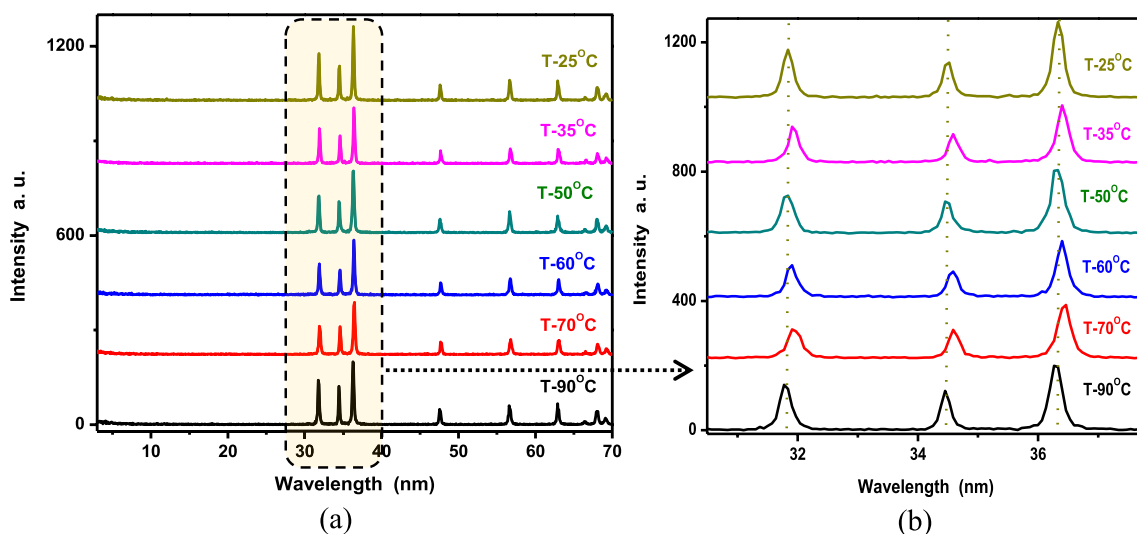 1200
600
0
10
20
30
40
50
60
70
Intensity a. u.
Wavelength (nm)
T-25°C
T-35°C
T-50°C
T-60°C
T-70°C
T-90°C
(a)
1200
800
400
0
32
34
36
Intensity a. u.
Wavelength (nm)
T-25°C
T-35°C
T-50°C
T-60°C
T-70°C
T-90°C
(b)